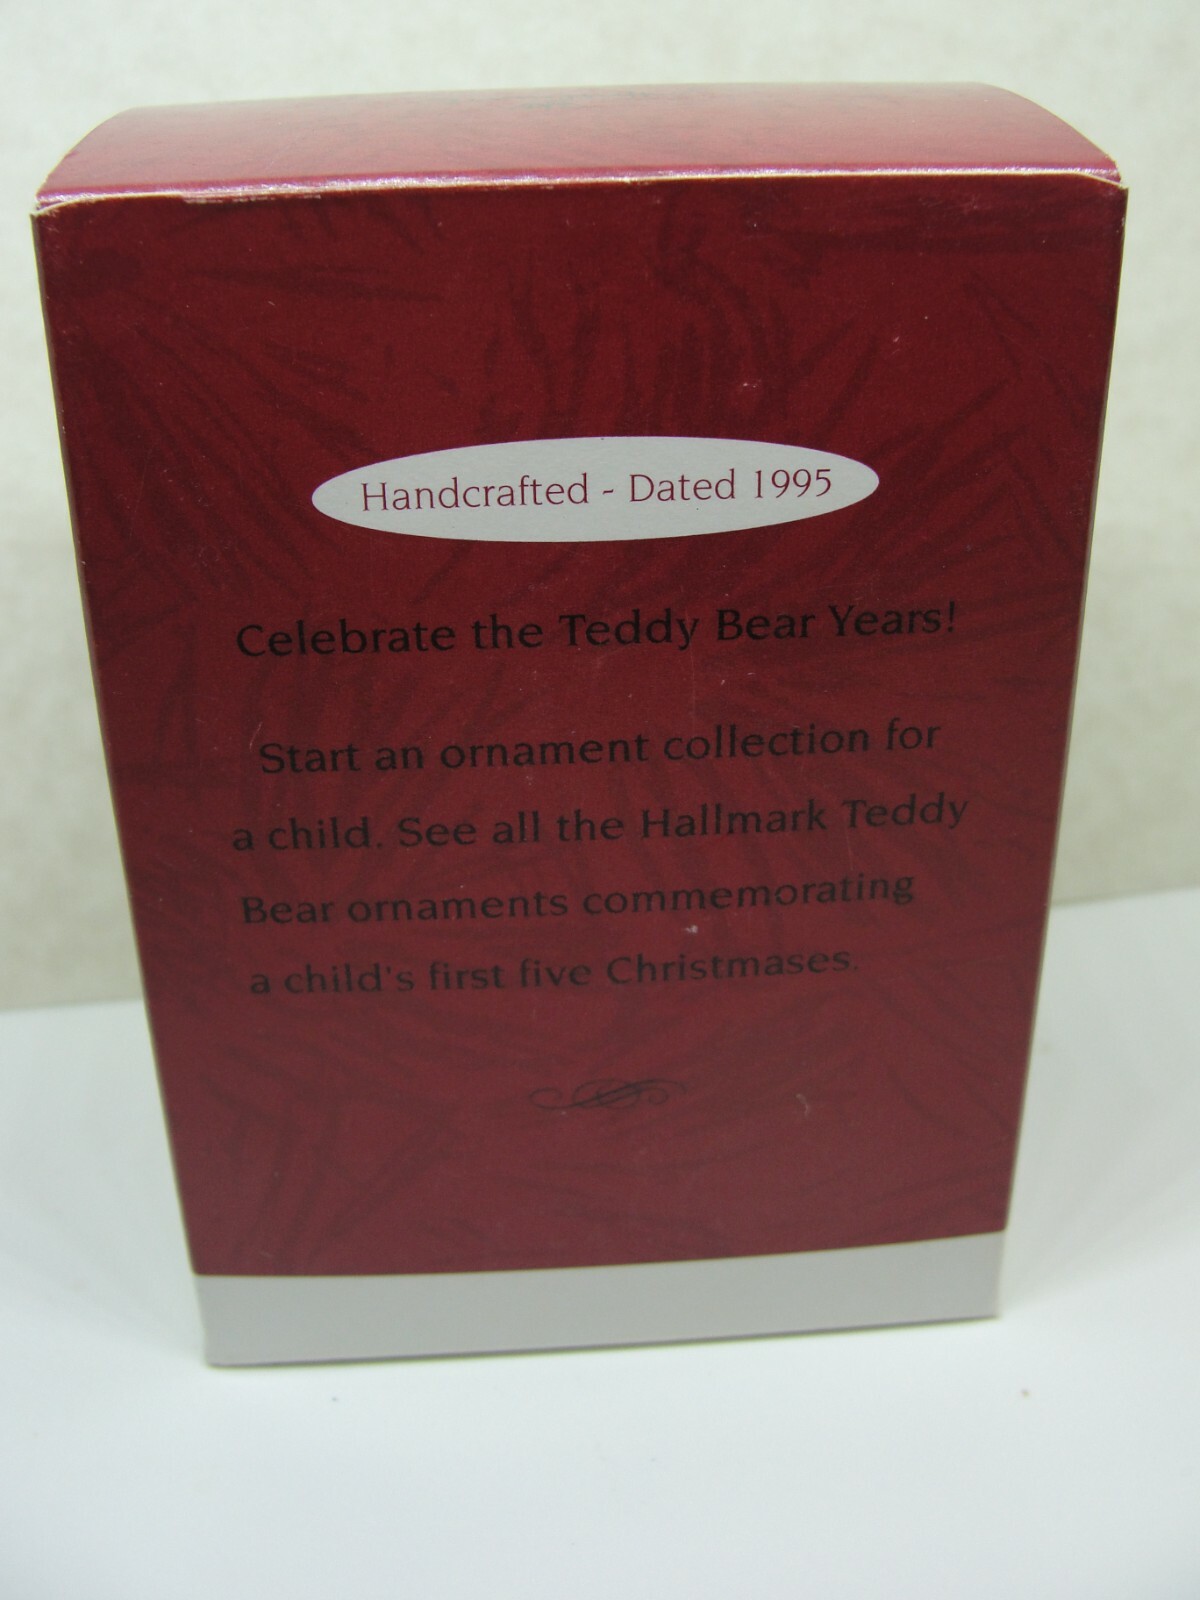 Handcrafted - Dated 1995
Celebrate the Teddy Bear Years!
Start an ornament collection for
a child. See all the Hallmark Teddy
Bear ornaments commemorating
a child's first five Christmases.